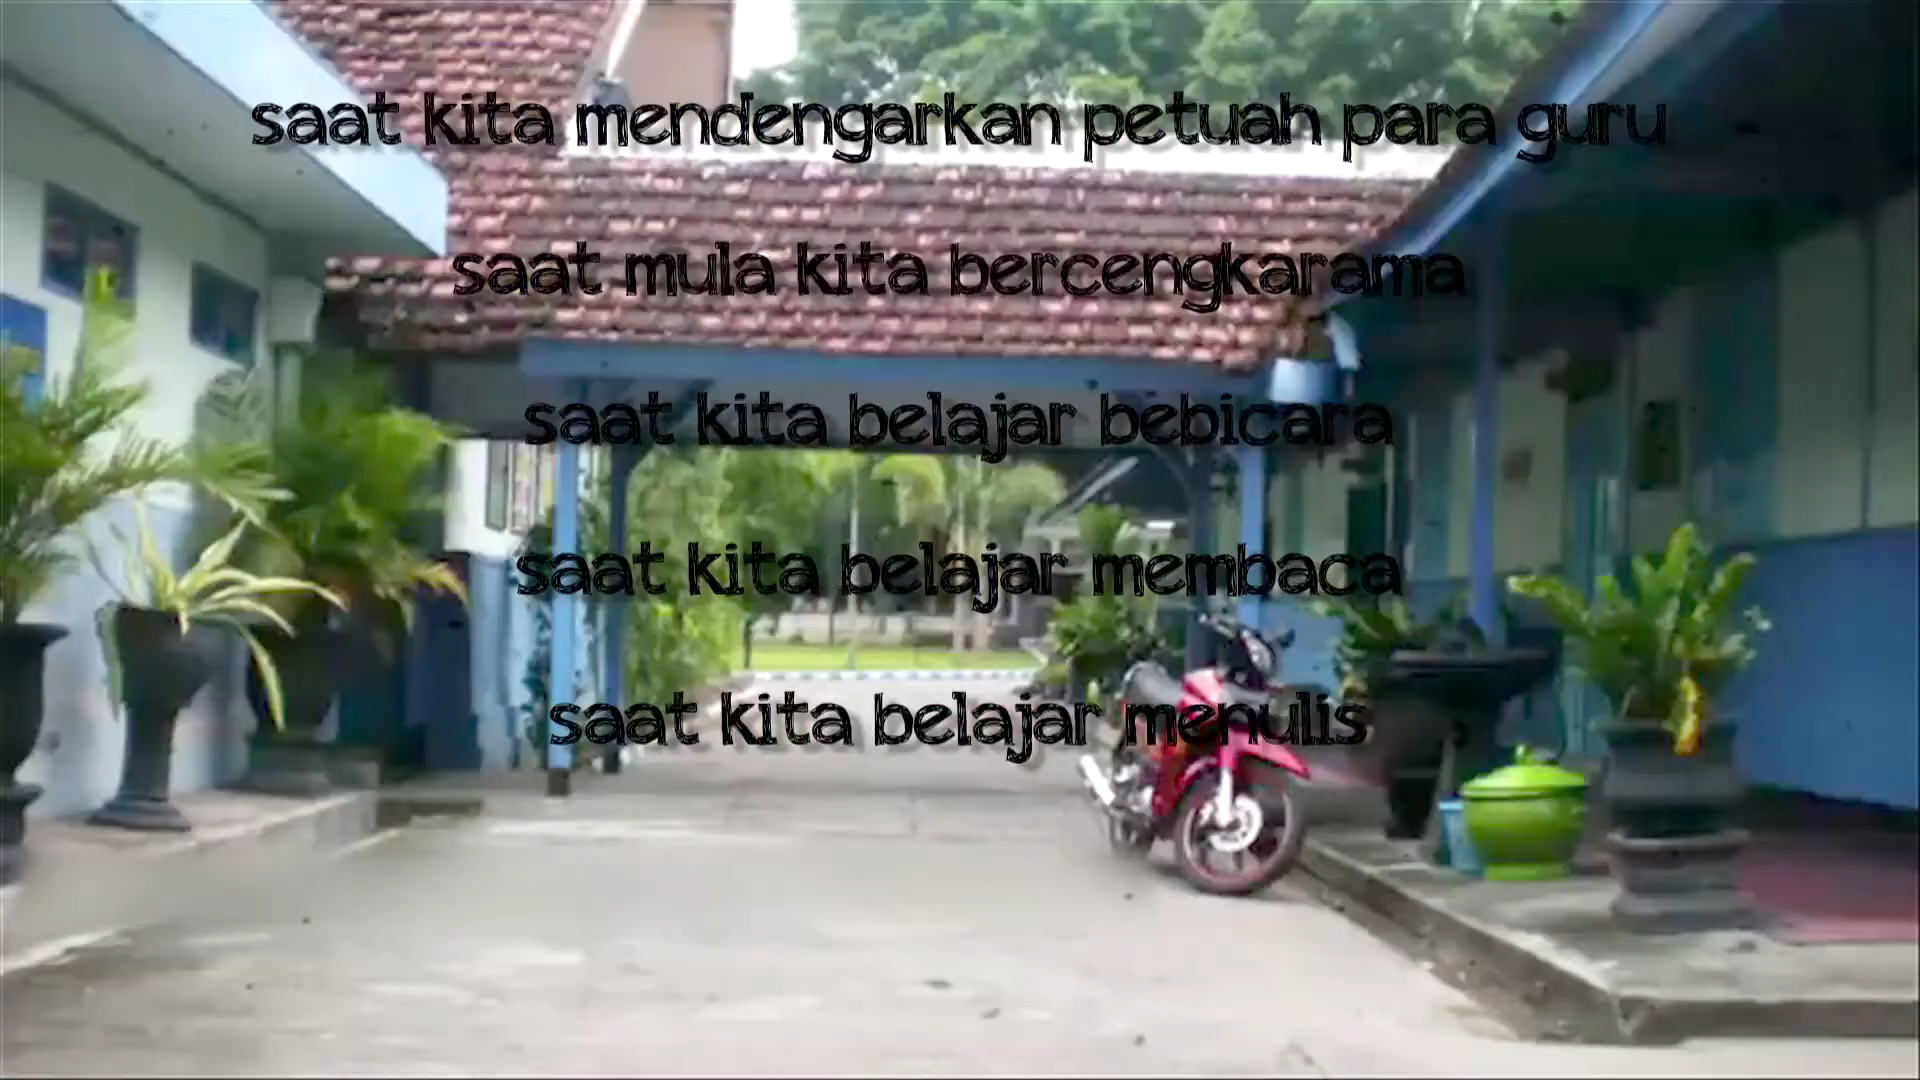 saat kita mendengarkan petuah para guru
saat mula kita bercengkarama
saat kita belajar bebicara
saat kita belajar membaca
saat kita belajar menulis